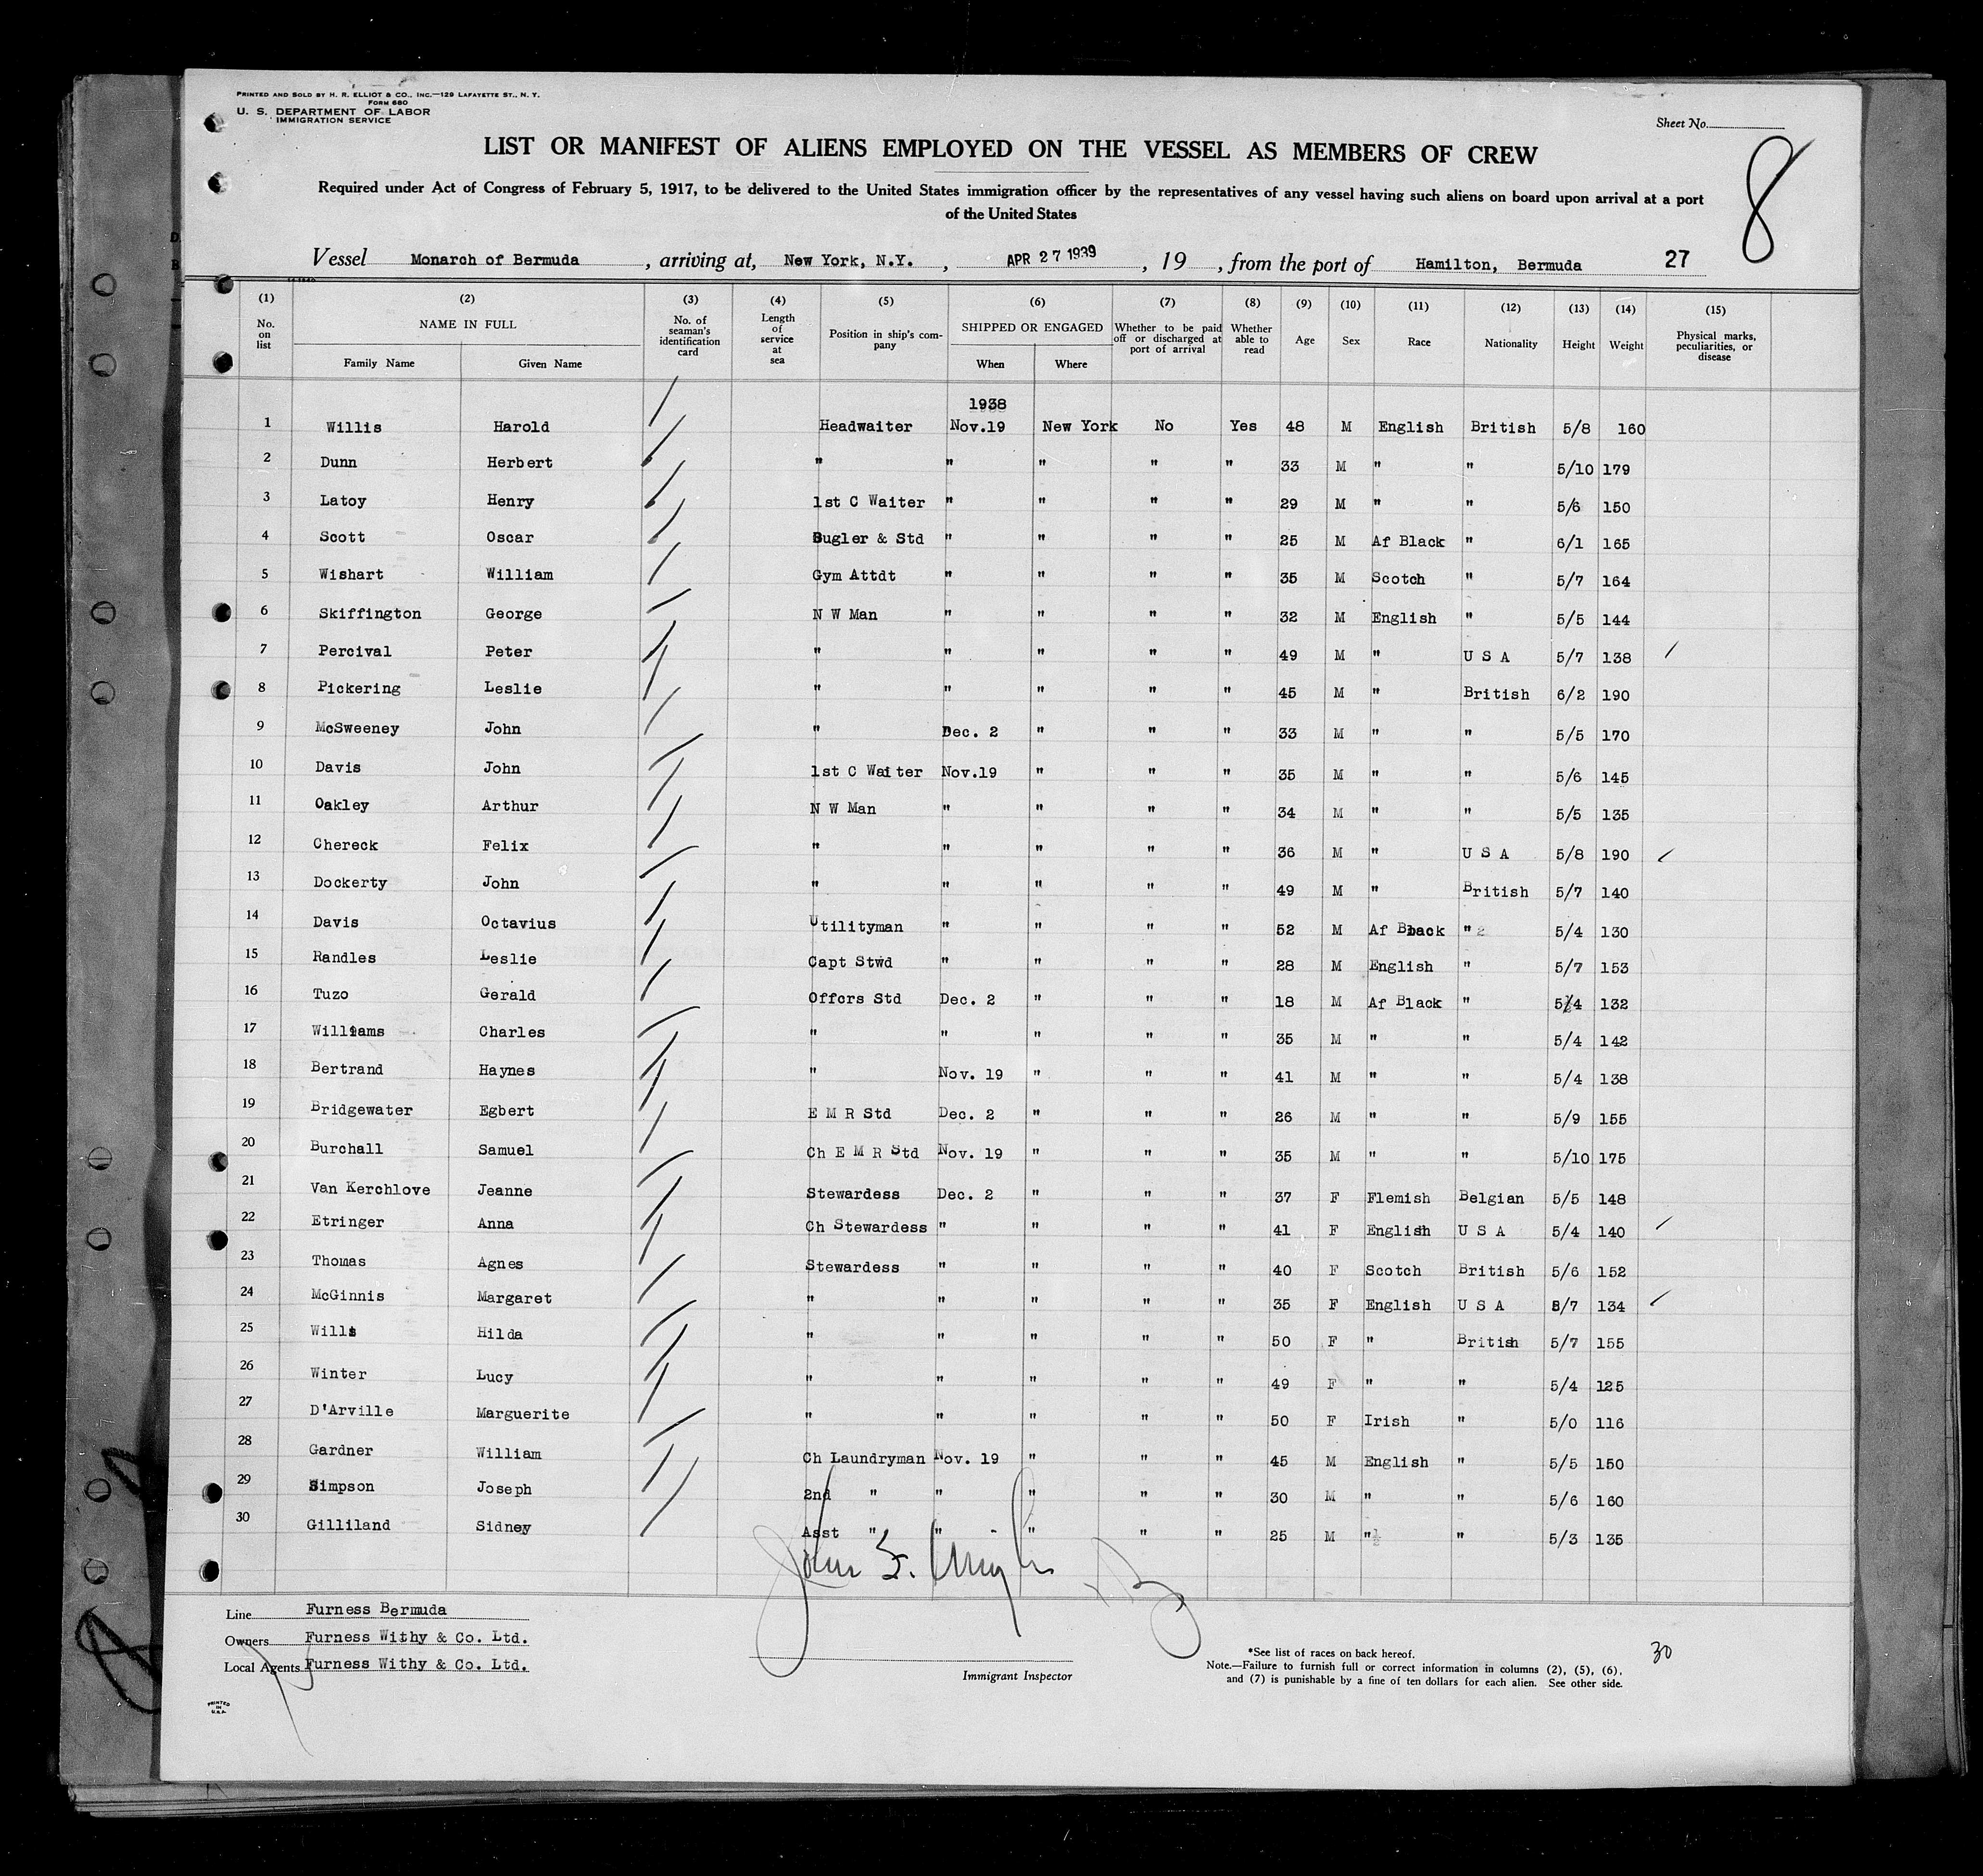 PRINTED AND SOLD BY H. R. ELLIOT & CO., INC.—129 LAFAYETTE ST., N. Y.
FORM 680
U. S. DEPARTMENT OF LABOR
IMMIGRATION SERVICE
Sheet No.
8
LIST OR MANIFEST OF ALIENS EMPLOYED ON THE VESSEL AS MEMBERS OF CREW
Required under Act of Congress of February 5, 1917, to be delivered to the United States immigration officer by the representatives of any vessel having such aliens on board upon arrival at a port
of the United States
Vessel Monarch of Bermuda, arriving at, New York, N.Y., APR 27 1939, 19 , from the port of Hamilton, Bermuda 27
(1) No. on list (2) NAME IN FULL Family Name Given Name (3) No. of seaman's identification card (4) Length of service at sea (5) Position in ship's company (6) SHIPPED OR ENGAGED When Where (7) Whether to be paid off or discharged at port of arrival (8) Whether able to read (9) Age (10) Sex (11) Race (12) Nationality (13) Height (14) Weight (15) Physical marks, peculiarities, or disease
1938
1 Willis Harold Headwaiter Nov.19 New York No Yes 48 M English British 5/8 160
2 Dunn Herbert " " " " " 33 M " " 5/10 179
3 Latoy Henry 1st C Waiter " " " " 29 M " " 5/6 150
4 Scott Oscar Bugler & Std " " " " 25 M Af Black " 6/1 165
5 Wishart William Gym Attdt " " " " 35 M Scotch " 5/7 164
6 Skiffington George N W Man " " " " 32 M English " 5/5 144
7 Percival Peter " " " " " 49 M " U S A 5/7 138
8 Pickering Leslie " " " " " 45 M " British 6/2 190
9 McSweeney John " Dec. 2 " " " 33 M " " 5/5 170
10 Davis John 1st C Waiter Nov.19 " " " 35 M " " 5/6 145
11 Oakley Arthur N W Man " " " " 34 M " " 5/5 135
12 Chereck Felix " " " " " 36 M " U S A 5/8 190
13 Dockerty John " " " " " 49 M " British 5/7 140
14 Davis Octavius Utilityman " " " " 52 M Af Black " 5/4 130
15 Randles Leslie Capt Stwd " " " " 28 M English " 5/7 153
16 Tuzo Gerald Offcrs Std Dec. 2 " " " 18 M Af Black " 5/4 132
17 Williams Charles " " " " " 35 M " " 5/4 142
18 Bertrand Haynes " Nov. 19 " " " 41 M " " 5/4 138
19 Bridgewater Egbert E M R Std Dec. 2 " " " 26 M " " 5/9 155
20 Burchall Samuel Ch E M R Std Nov. 19 " " " 35 M " " 5/10 175
21 Van Kerchlove Jeanne Stewardess Dec. 2 " " " 37 F Flemish Belgian 5/5 148
22 Etringer Anna Ch Stewardess " " " " 41 F English U S A 5/4 140
23 Thomas Agnes Stewardess " " " " 40 F Scotch British 5/6 152
24 McGinnis Margaret " " " " " 35 F English U S A 5/7 134
25 Wills Hilda " " " " " 50 F " British 5/7 155
26 Winter Lucy " " " " " 49 F " " 5/4 125
27 D'Arville Marguerite " " " " " 50 F Irish " 5/0 116
28 Gardner William Ch Laundryman Nov. 19 " " " 45 M English " 5/5 150
29 Simpson Joseph 2nd " " " " " 30 M " " 5/6 160
30 Gilliland Sidney Asst " " " " " 25 M " " 5/3 135
John
Line Furness Bermuda
Owners Furness Withy & Co. Ltd.
Local Agents Furness Withy & Co. Ltd.
Immigrant Inspector
*See list of races on back hereof.
Note.—Failure to furnish full or correct information in columns (2), (5), (6),
and (7) is punishable by a fine of ten dollars for each alien. See other side.
30
PRINTED
IN
U.S.A.
8